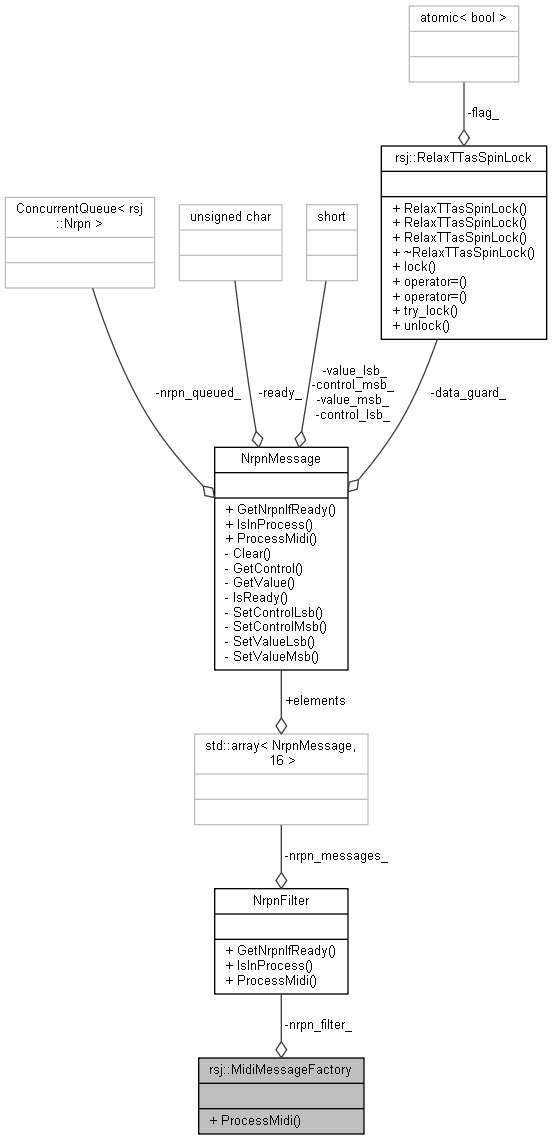 atomic< bool >
-flag_
rsj::RelaxTTasSpinLock
+ RelaxTTasSpinLock()
+ RelaxTTasSpinLock()
+ RelaxTTasSpinLock()
+ ~RelaxTTasSpinLock()
+ lock()
+ operator=()
+ operator=()
+ try_lock()
+ unlock()
ConcurrentQueue< rsj
::Nrpn >
unsigned char
short
-nrpn_queued_
-ready_
-value_lsb_
-control_msb_
-value_msb_
-control_lsb_
-data_guard_
NrpnMessage
+ GetNrpnIfReady()
+ IsInProcess()
+ ProcessMidi()
- Clear()
- GetControl()
- GetValue()
- IsReady()
- SetControlLsb()
- SetControlMsb()
- SetValueLsb()
- SetValueMsb()
+elements
std::array< NrpnMessage,
16 >
-nrpn_messages_
NrpnFilter
+ GetNrpnIfReady()
+ IsInProcess()
+ ProcessMidi()
-nrpn_filter_
rsj::MidiMessageFactory
+ ProcessMidi()